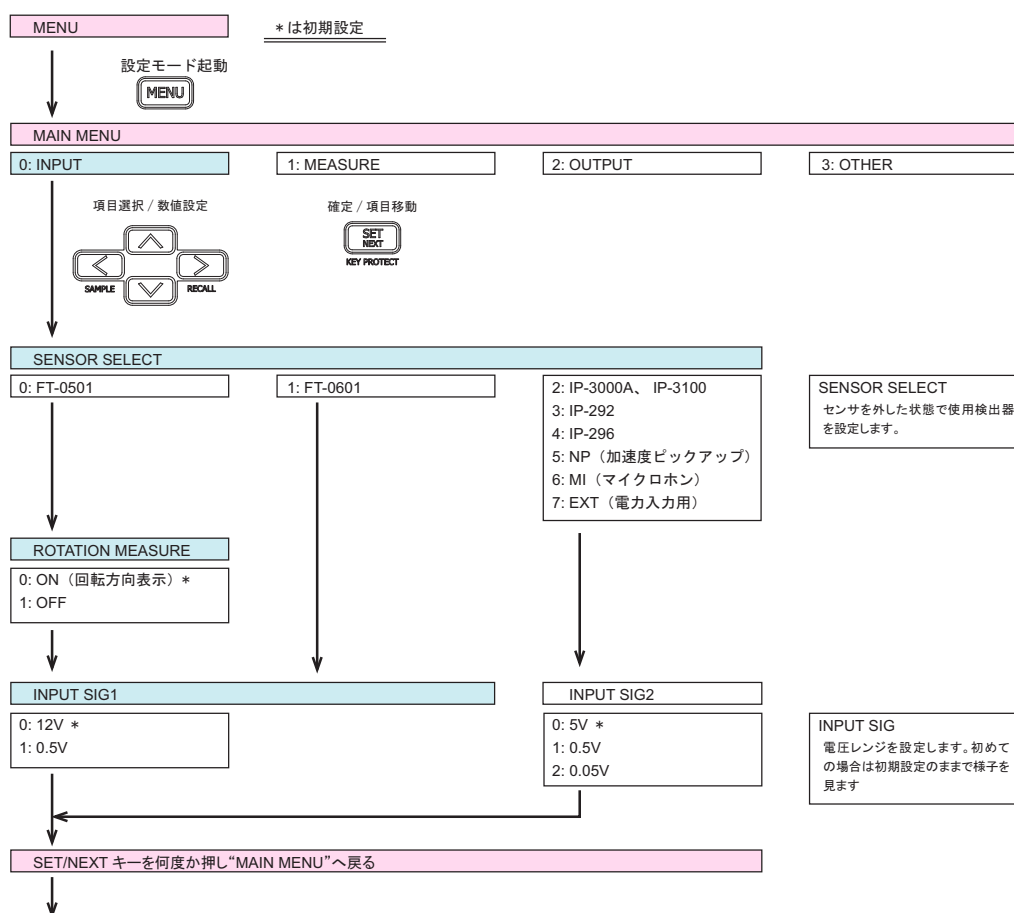 MENU
*は初期設定
設定モード起動
MENU
MAIN MENU
0: INPUT
1: MEASURE
2: OUTPUT
3: OTHER
項目選択 / 数値設定
確定 / 項目移動
SET
NEXT
KEY PROTECT
SAMPLE
RECALL
SENSOR SELECT
0: FT-0501
1: FT-0601
2: IP-3000A、 IP-3100
3: IP-292
4: IP-296
5: NP（加速度ピックアップ）
6: MI（マイクロホン）
7: EXT（電力入力用）
SENSOR SELECT
センサを外した状態で使用検出器
を設定します。
ROTATION MEASURE
0: ON（回転方向表示）*
1: OFF
INPUT SIG1
0: 12V *
1: 0.5V
INPUT SIG2
0: 5V *
1: 0.5V
2: 0.05V
INPUT SIG
電圧レンジを設定します。初めて
の場合は初期設定のままで様子を
見ます
SET/NEXT キーを何度か押し“MAIN MENU”へ戻る